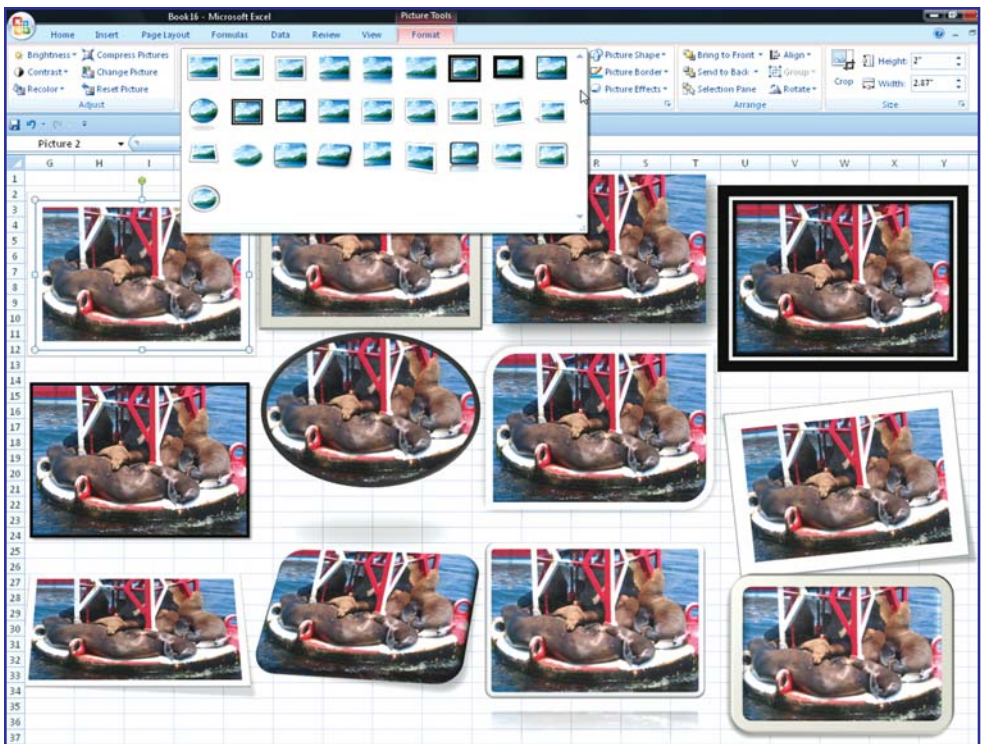 Book16 - Microsoft Excel
Picture Tools
Home Insert Page Layout Formulas Data Review View Format
Brightness
Compress Pictures
Contrast
Change Picture
Recolor
Reset Picture
Adjust
Picture Shape
Picture Border
Picture Effects
Bring to Front
Send to Back
Selection Pane
Align
Group
Rotate
Arrange
Crop
Height: 2"
Width: 2.87"
Size
Picture 2
G H I R S T U V W X Y
1
2
3
4
5
6
7
8
9
10
11
12
13
14
15
16
17
18
19
20
21
22
23
24
25
26
27
28
29
30
31
32
33
34
35
36
37